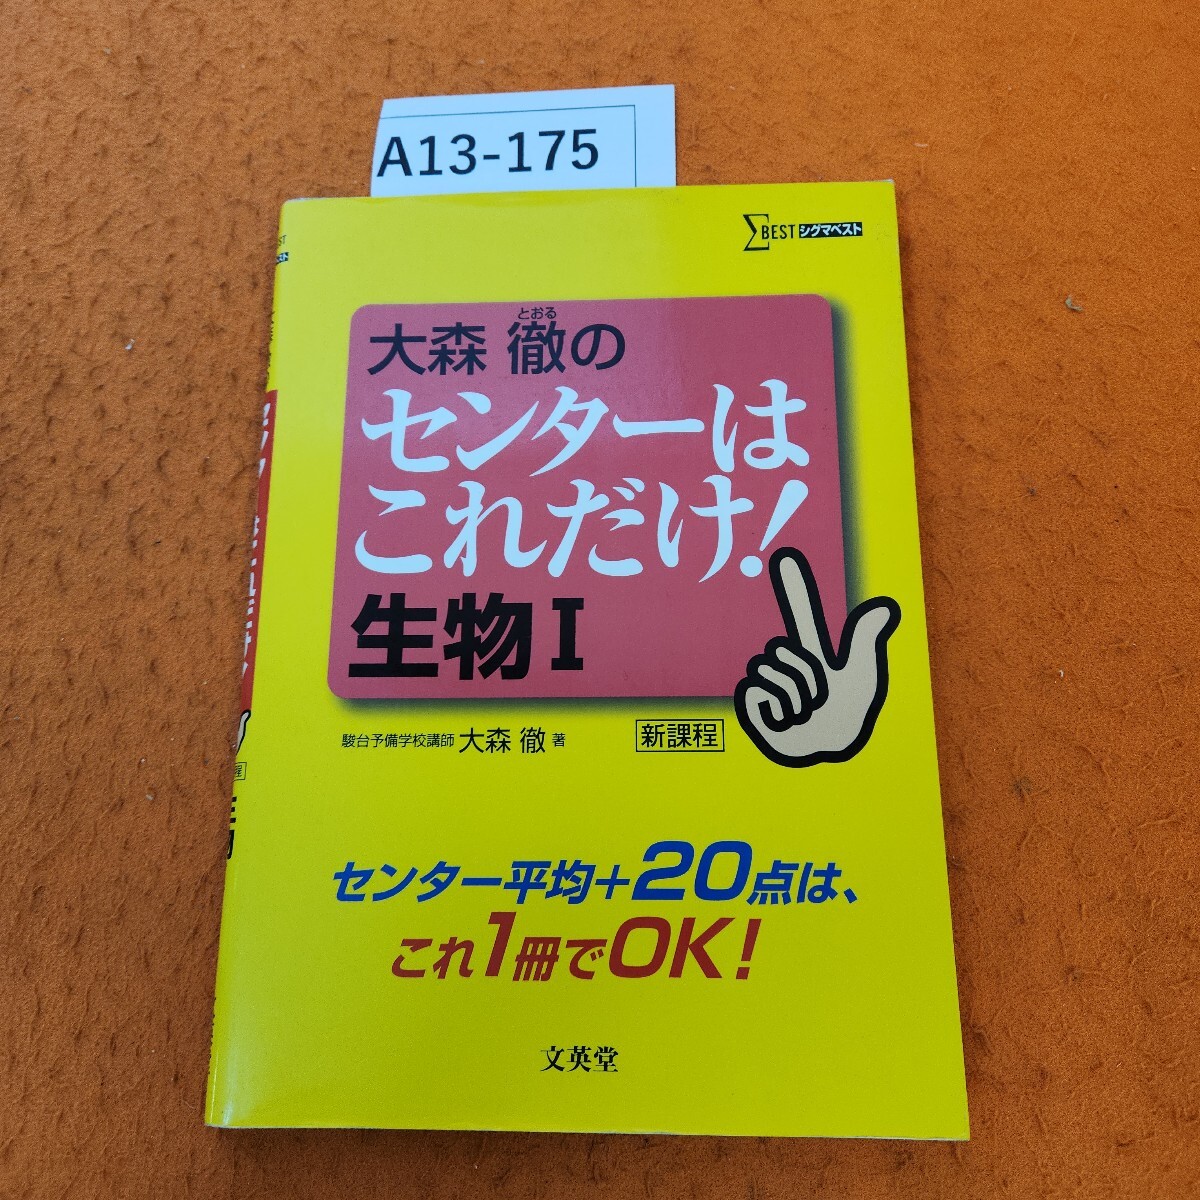 A13-175
ΣBEST シグマベスト
とおる
大森 徹の
センターは
これだけ!
生物I
駿台予備学校講師 大森 徹 著
新課程
センター平均+20点は、
これ1冊でOK!
文英堂